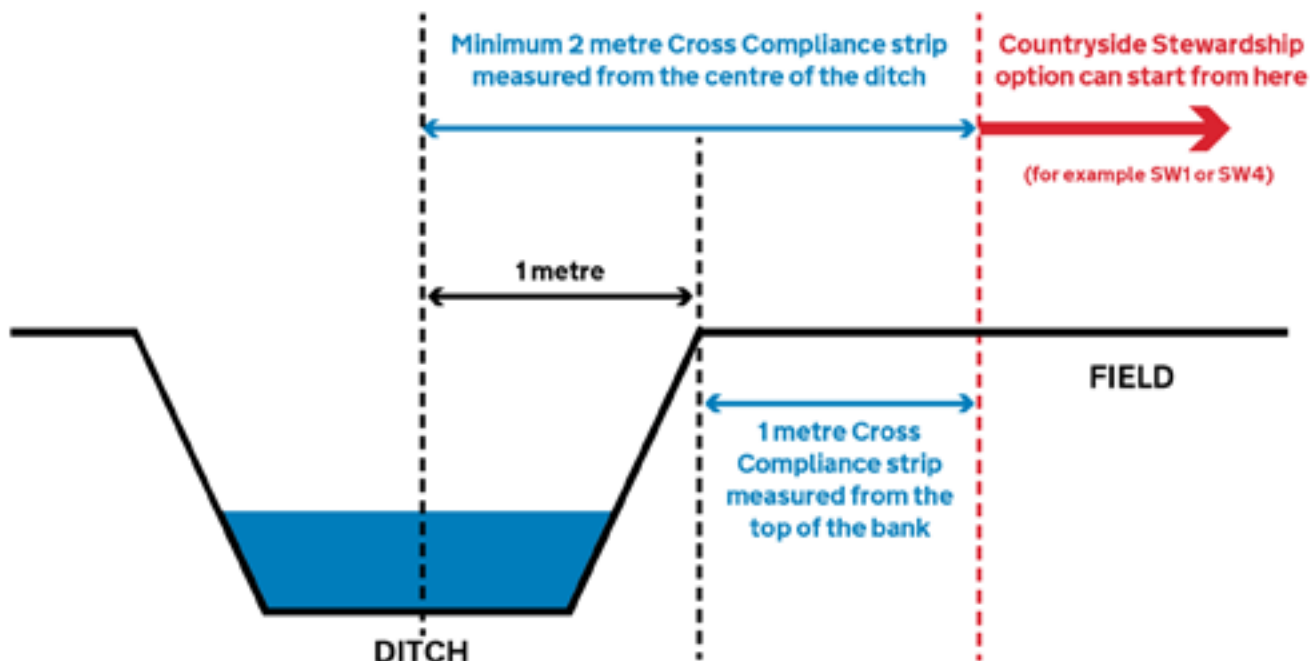 Minimum 2 metre Cross Compliance strip
measured from the centre of the ditch
Countryside Stewardship
option can start from here
(for example SW1 or SW4)
1 metre
FIELD
1 metre Cross
Compliance strip
measured from the
top of the bank
DITCH